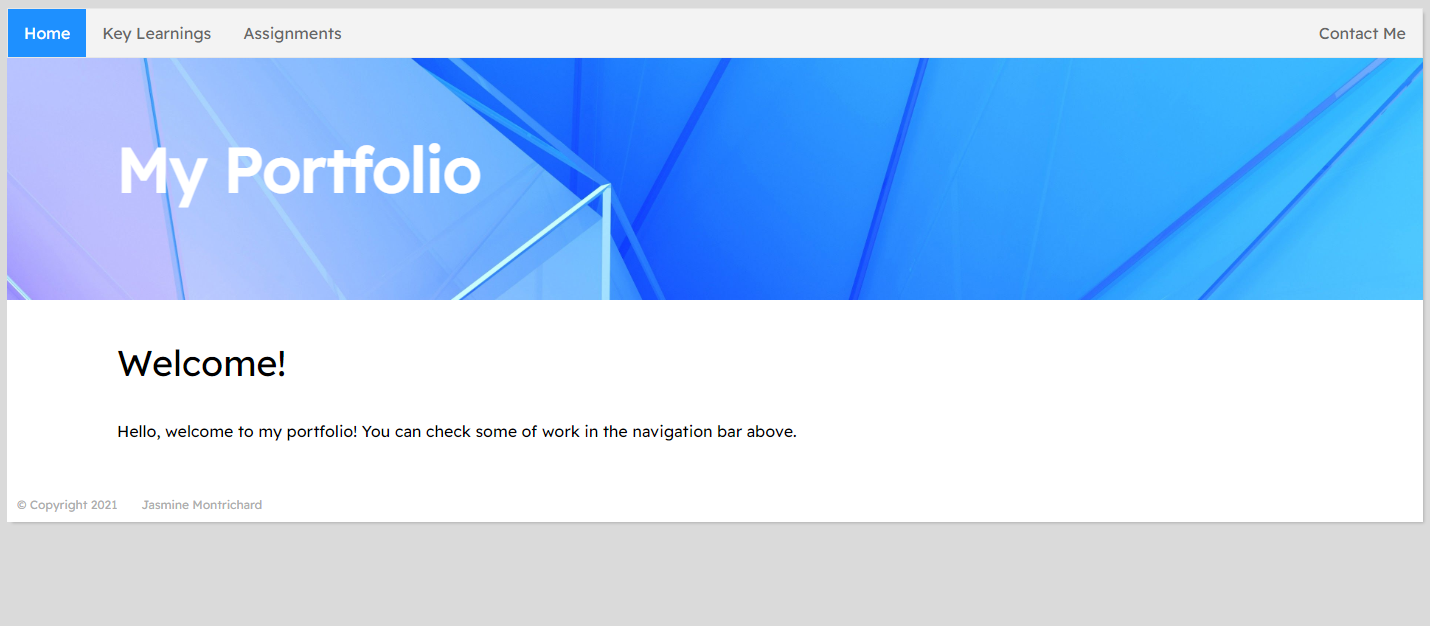 Home Key Learnings Assignments Contact Me
My Portfolio
Welcome!
Hello, welcome to my portfolio! You can check some of work in the navigation bar above.
© Copyright 2021 Jasmine Montrichard